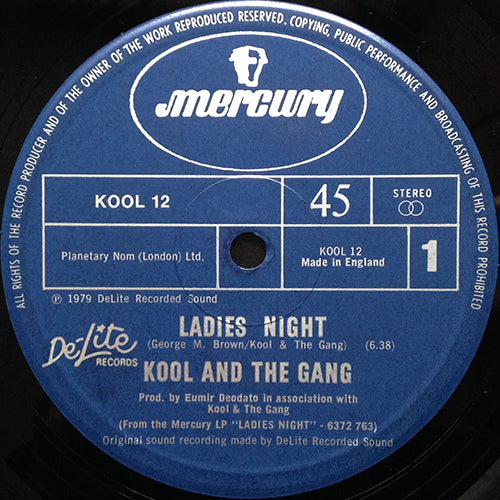 ALL RIGHTS OF THE RECORD PRODUCER AND OF THE OWNER OF THE WORK REPRODUCED RESERVED. COPYING, PUBLIC PERFORMANCE AND BROADCASTING OF THIS RECORD PROHIBITED
mercury
KOOL 12
45
STEREO
Planetary Nom (London) Ltd.
KOOL 12
Made in England
1
℗ 1979 DeLite Recorded Sound
LADIES NIGHT
(George M. Brown/Kool & The Gang) (6.38)
De-Lite
RECORDS
KOOL AND THE GANG
Prod. by Eumir Deodato in association with
Kool & The Gang
(From the Mercury LP "LADIES NIGHT" - 6372 763)
Original sound recording made by DeLite Recorded Sound